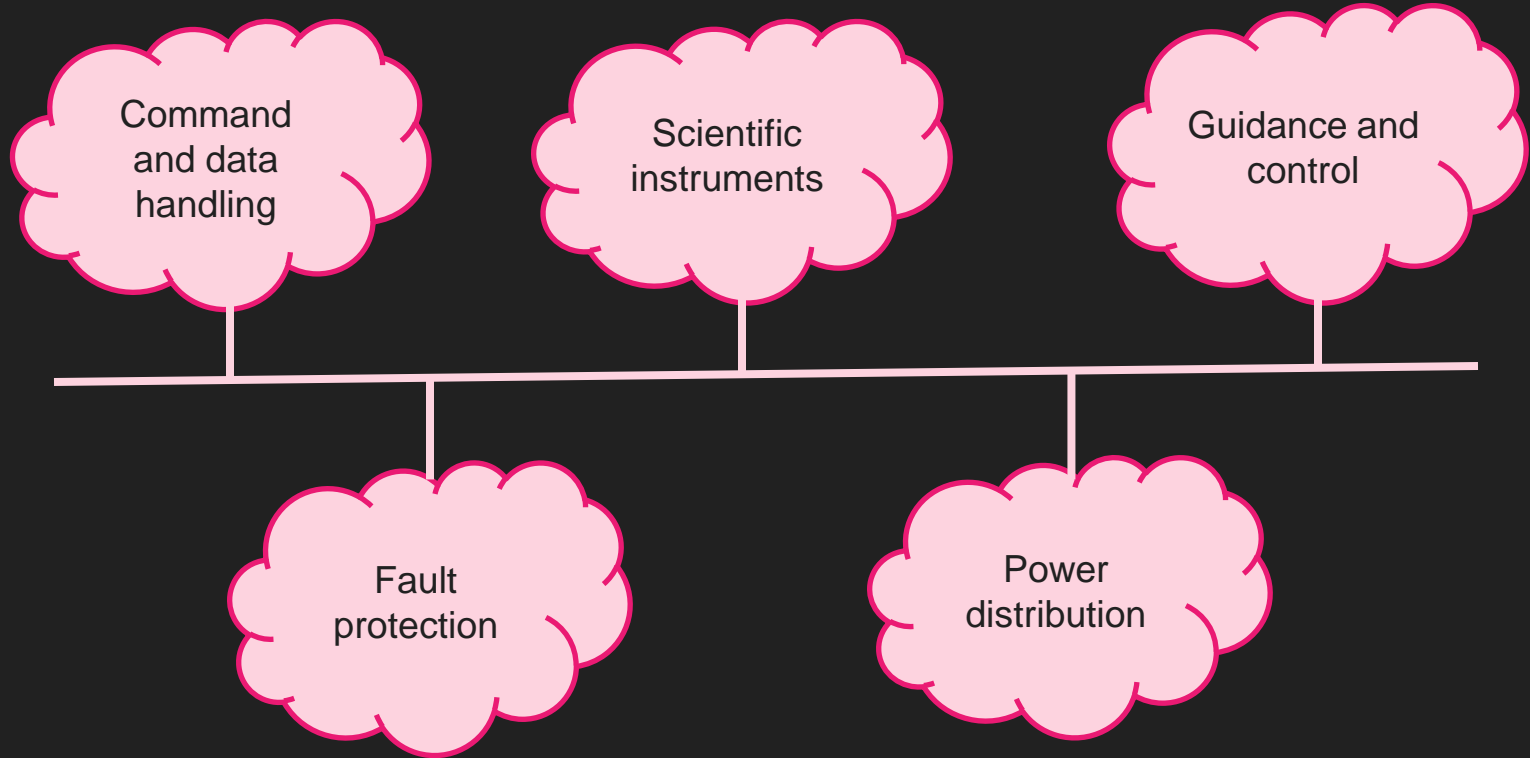 Command
and data
handling
Scientific
instruments
Guidance and
control
Fault
protection
Power
distribution